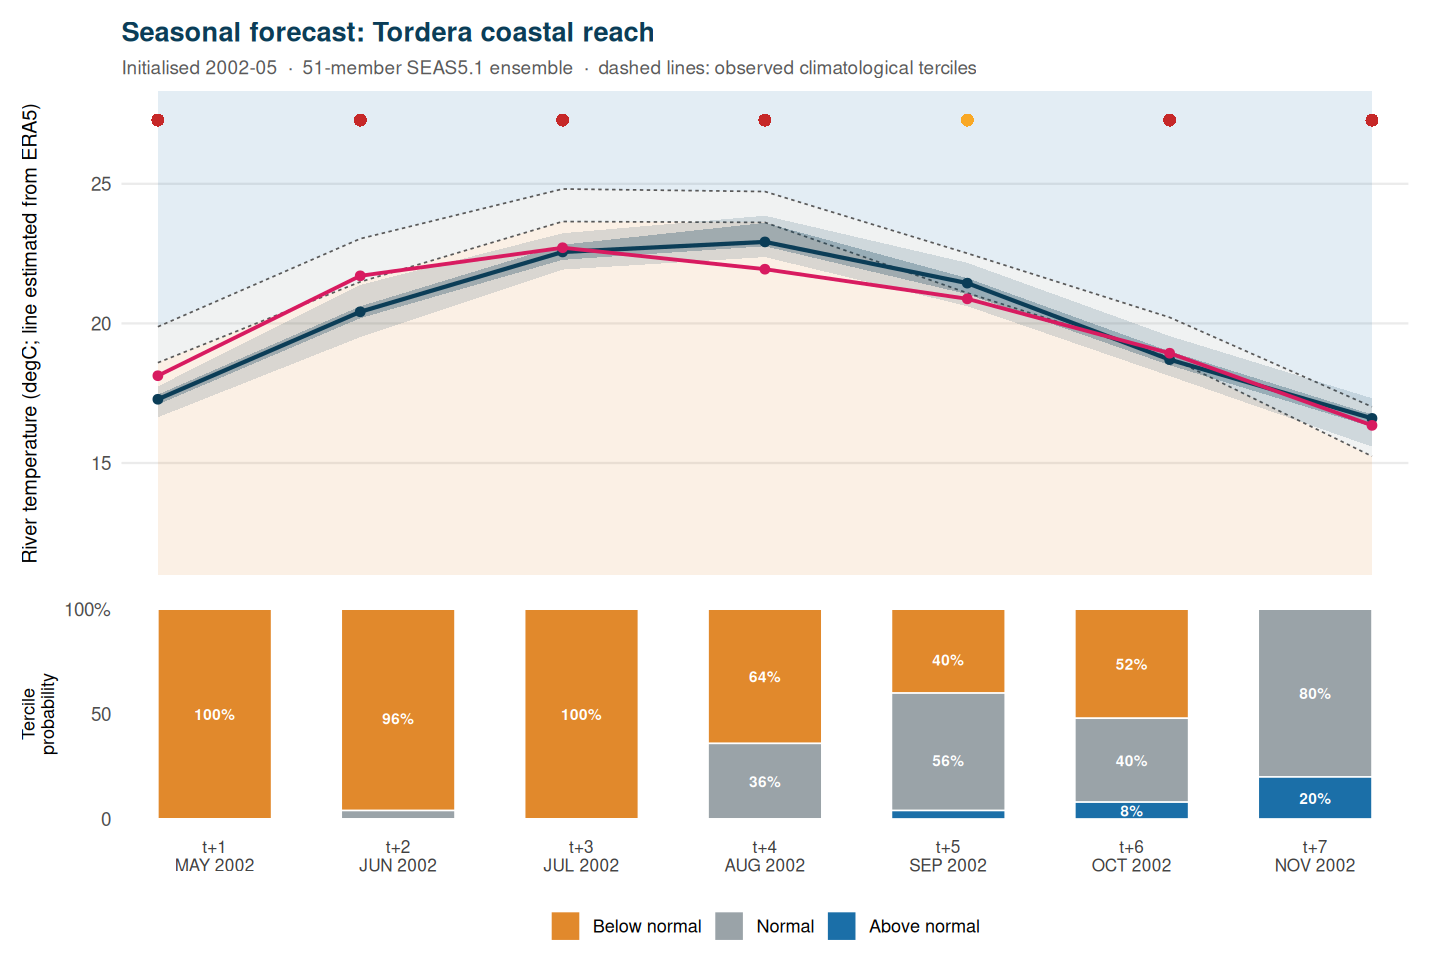 Seasonal forecast: Tordera coastal reach
Initialised 2002-05 · 51-member SEAS5.1 ensemble · dashed lines: observed climatological terciles
River temperature (degC; line estimated from ERA5)
25
20
15
Tercile
probability
100%
50
0
100%
96%
100%
64%
36%
40%
56%
52%
40%
8%
80%
20%
t+1
MAY 2002
t+2
JUN 2002
t+3
JUL 2002
t+4
AUG 2002
t+5
SEP 2002
t+6
OCT 2002
t+7
NOV 2002
Below normal
Normal
Above normal